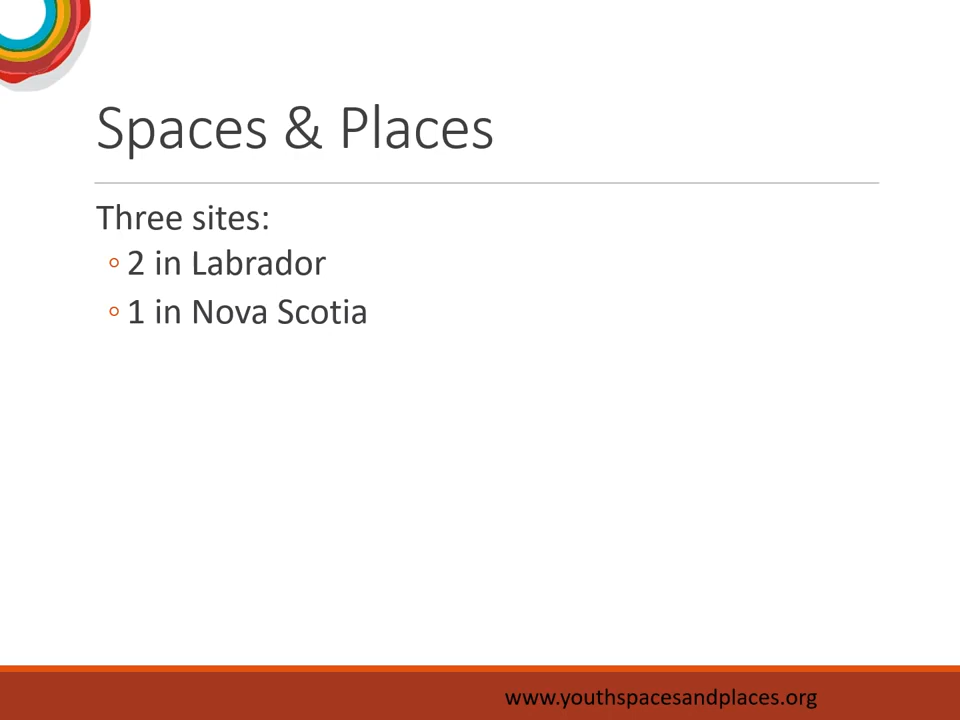 Spaces & Places
Three sites:
◦ 2 in Labrador
◦ 1 in Nova Scotia
www.youthspacesandplaces.org